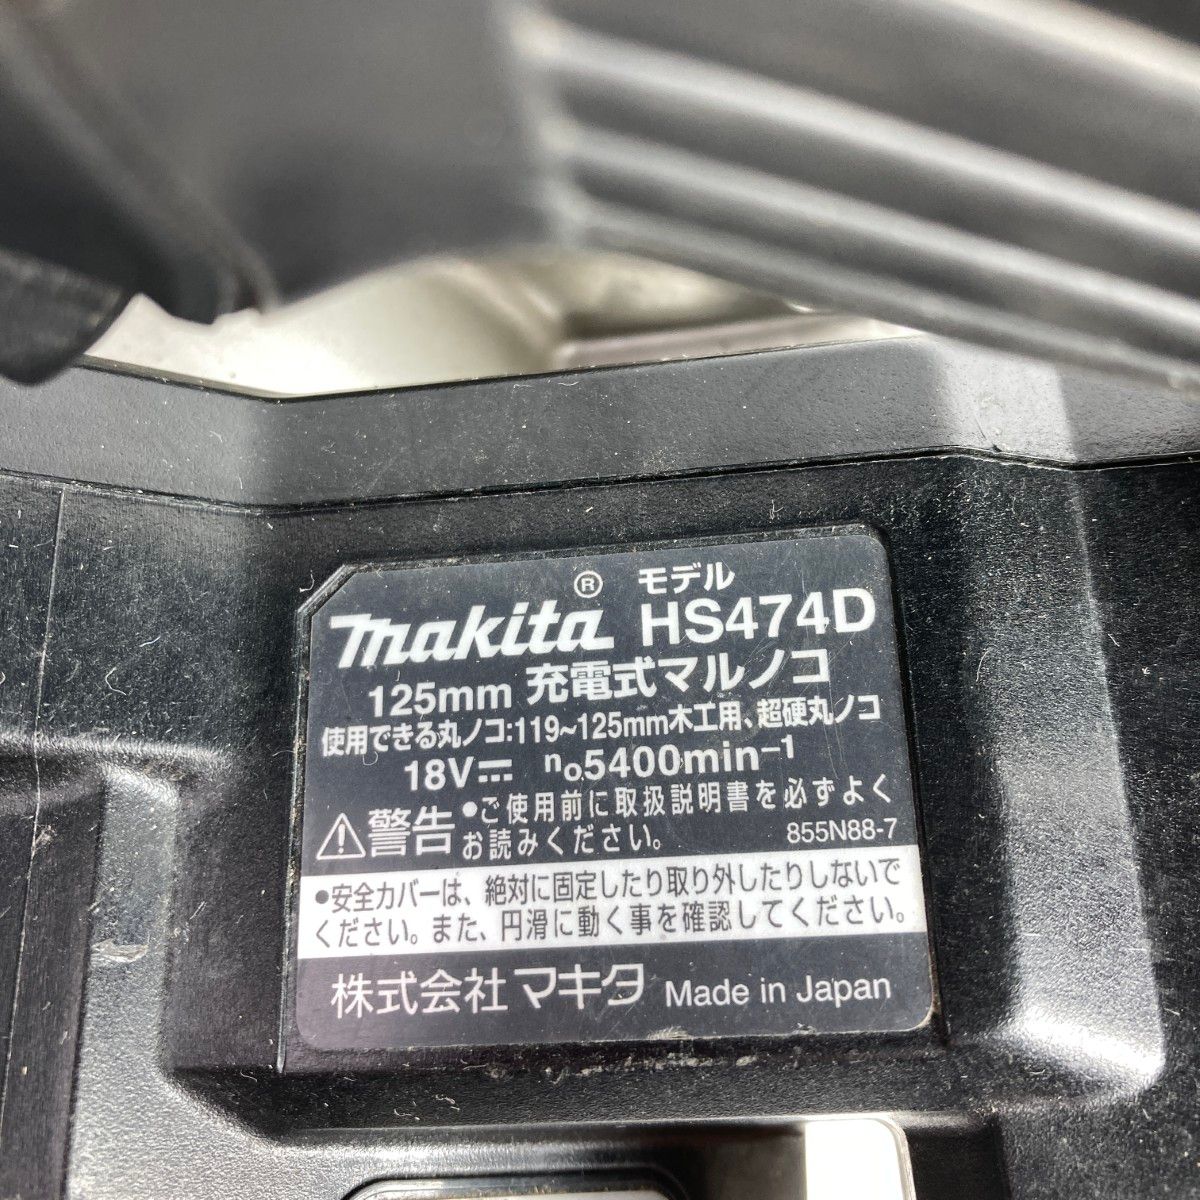 makita® モデル HS474D
125mm 充電式マルノコ
使用できる丸ノコ:119~125mm木工用、超硬丸ノコ
18V⎓ no5400min⁻¹
⚠警告 •ご使用前に取扱説明書を必ずよく
お読みください。 855N88-7
•安全カバーは、絶対に固定したり取り外したりしないで
ください。また、円滑に動く事を確認してください。
株式会社マキタ Made in Japan